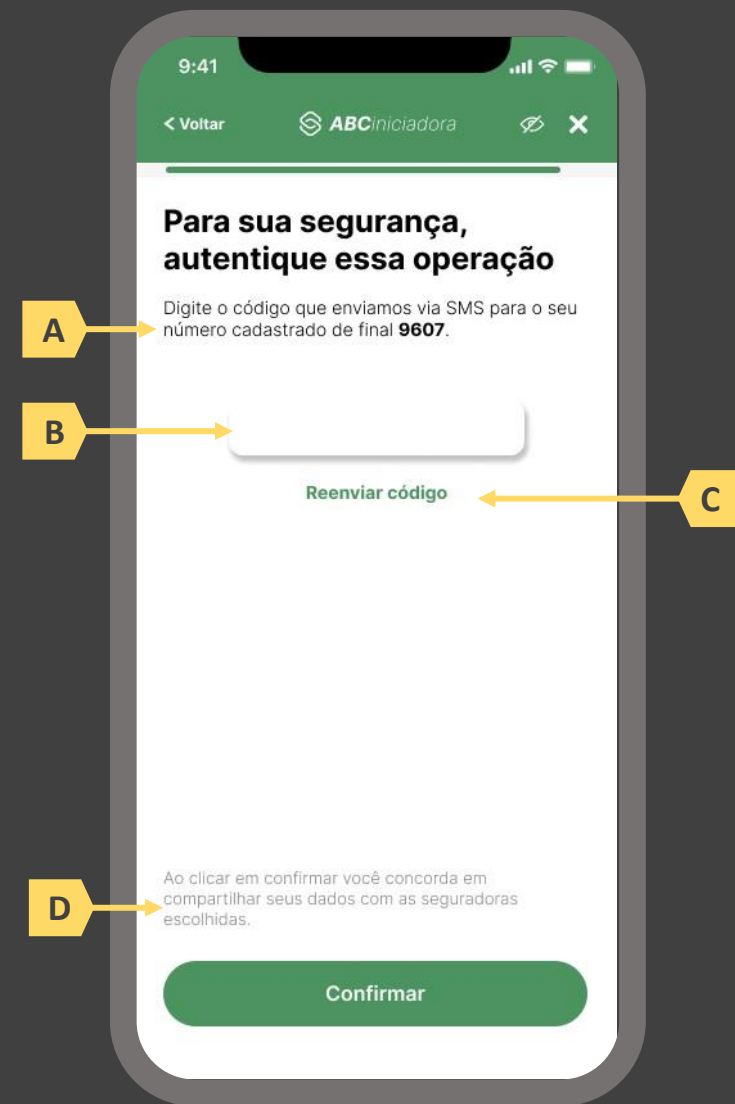 9:41
< Voltar ABCiniciadora
Para sua segurança,
autentique essa operação
Digite o código que enviamos via SMS para o seu
número cadastrado de final 9607.
A
B
Reenviar código
C
Ao clicar em confirmar você concorda em
compartilhar seus dados com as seguradoras
escolhidas.
D
Confirmar